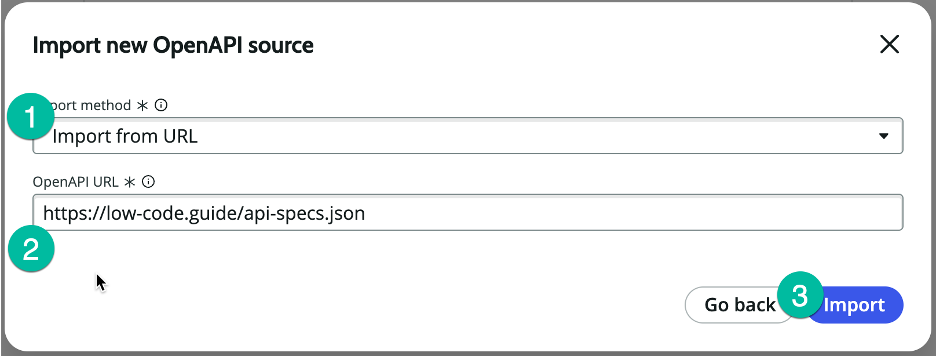 Import new OpenAPI source
1
port method * 
Import from URL
OpenAPI URL *
https://low-code.guide/api-specs.json
2
Go back
3
Import